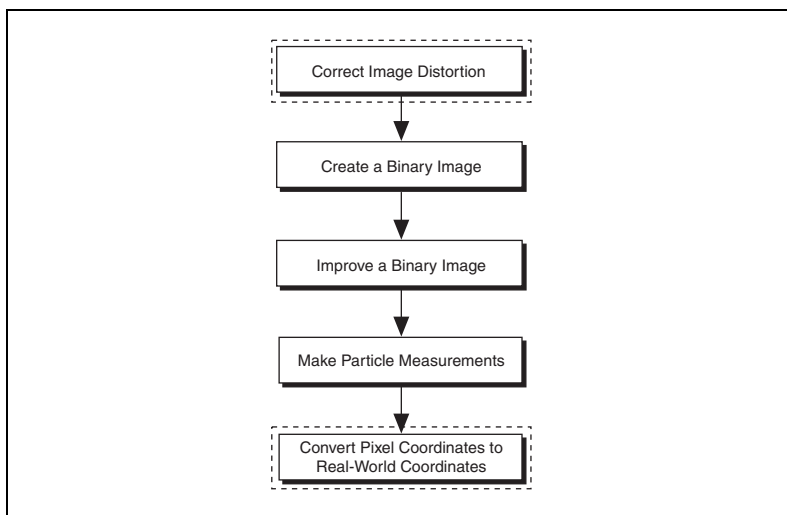 Correct Image Distortion
Create a Binary Image
Improve a Binary Image
Make Particle Measurements
Convert Pixel Coordinates to
Real-World Coordinates